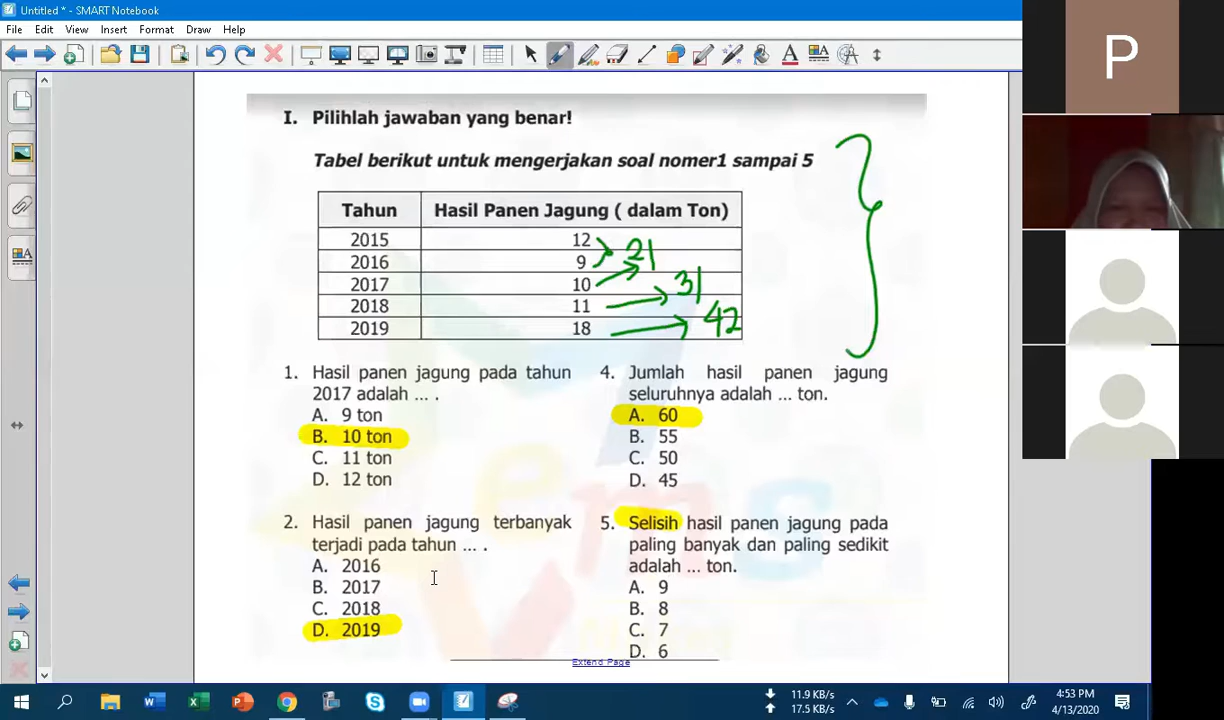 Untitled * - SMART Notebook
File Edit View Insert Format Draw Help
I. Pilihlah jawaban yang benar!
Tabel berikut untuk mengerjakan soal nomer1 sampai 5
Tahun Hasil Panen Jagung ( dalam Ton)
2015 12
2016 9
2017 10
2018 11
2019 18
21
31
42
1. Hasil panen jagung pada tahun
2017 adalah ... .
A. 9 ton
B. 10 ton
C. 11 ton
D. 12 ton
2. Hasil panen jagung terbanyak
terjadi pada tahun ... .
A. 2016
B. 2017
C. 2018
D. 2019
4. Jumlah hasil panen jagung
seluruhnya adalah ... ton.
A. 60
B. 55
C. 50
D. 45
5. Selisih hasil panen jagung pada
paling banyak dan paling sedikit
adalah ... ton.
A. 9
B. 8
C. 7
D. 6
Extend Page
P
11.9 KB/s
17.5 KB/s
4:53 PM
4/13/2020